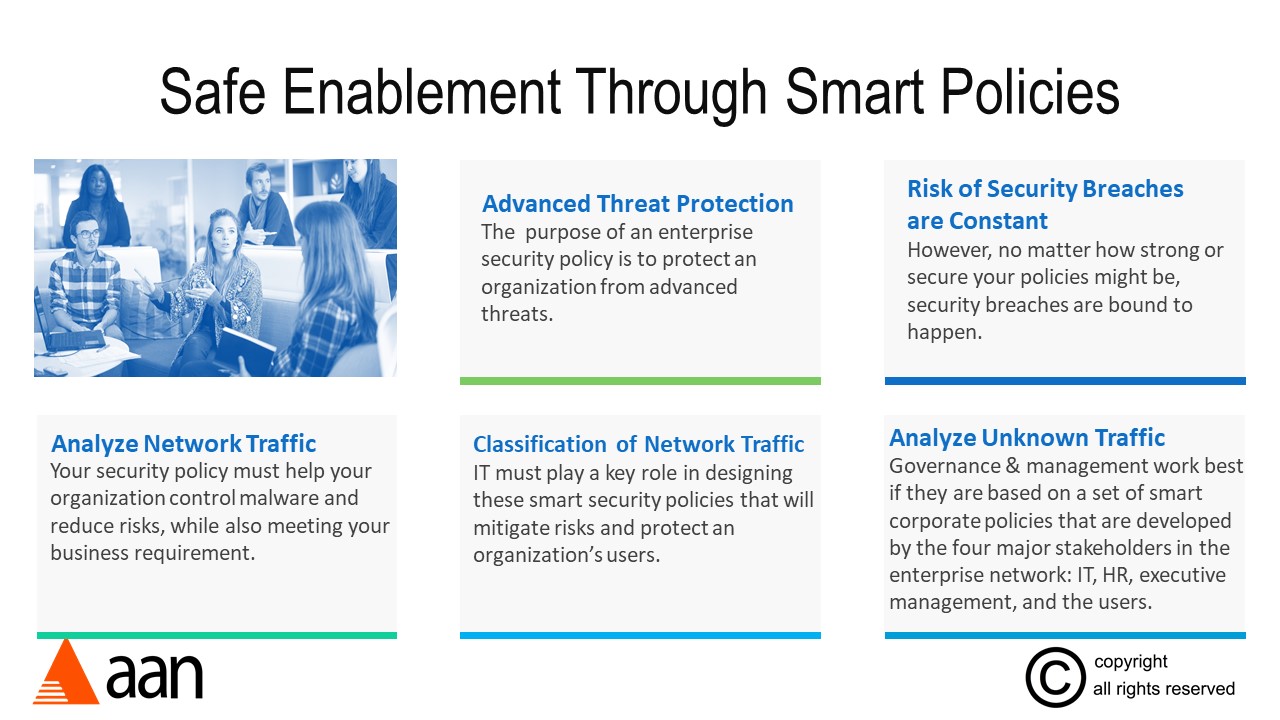 Safe Enablement Through Smart Policies
Advanced Threat Protection
The purpose of an enterprise
security policy is to protect an
organization from advanced
threats.
Risk of Security Breaches
are Constant
However, no matter how strong or
secure your policies might be,
security breaches are bound to
happen.
Analyze Network Traffic
Your security policy must help your
organization control malware and
reduce risks, while also meeting your
business requirement.
Classification of Network Traffic
IT must play a key role in designing
these smart security policies that will
mitigate risks and protect an
organization’s users.
Analyze Unknown Traffic
Governance & management work best
if they are based on a set of smart
corporate policies that are developed
by the four major stakeholders in the
enterprise network: IT, HR, executive
management, and the users.
aan
© copyright
all rights reserved